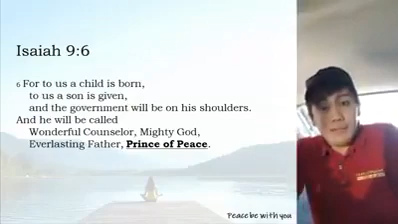 Isaiah 9:6
6 For to us a child is born,
to us a son is given,
and the government will be on his shoulders.
And he will be called
Wonderful Counselor, Mighty God,
Everlasting Father, Prince of Peace.
Peace be with you